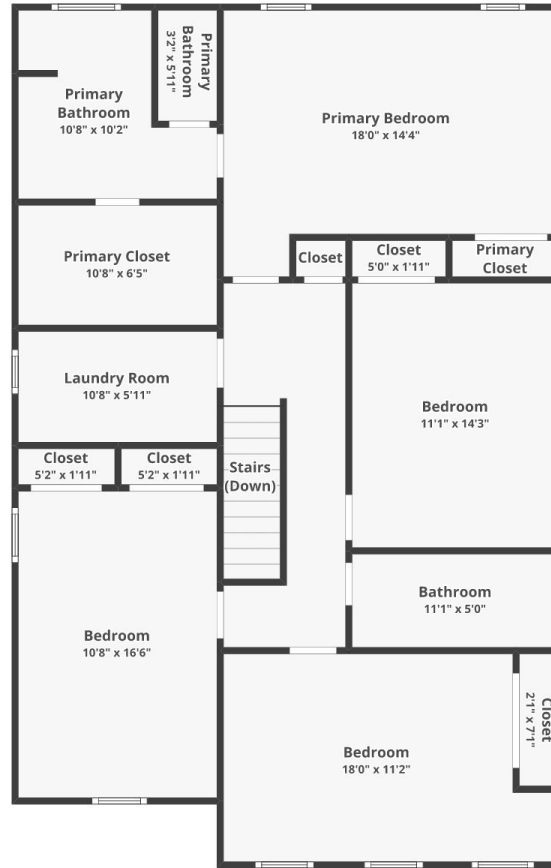 Primary
Bathroom
3'2" x 5'11"
Primary
Bathroom
10'8" x 10'2"
Primary Bedroom
18'0" x 14'4"
Primary Closet
10'8" x 6'5"
Closet
Closet
5'0" x 1'11"
Primary
Closet
Laundry Room
10'8" x 5'11"
Bedroom
11'1" x 14'3"
Closet
5'2" x 1'11"
Closet
5'2" x 1'11"
Stairs
(Down)
Bathroom
11'1" x 5'0"
Bedroom
10'8" x 16'6"
Closet
2'1" x 7'1"
Bedroom
18'0" x 11'2"